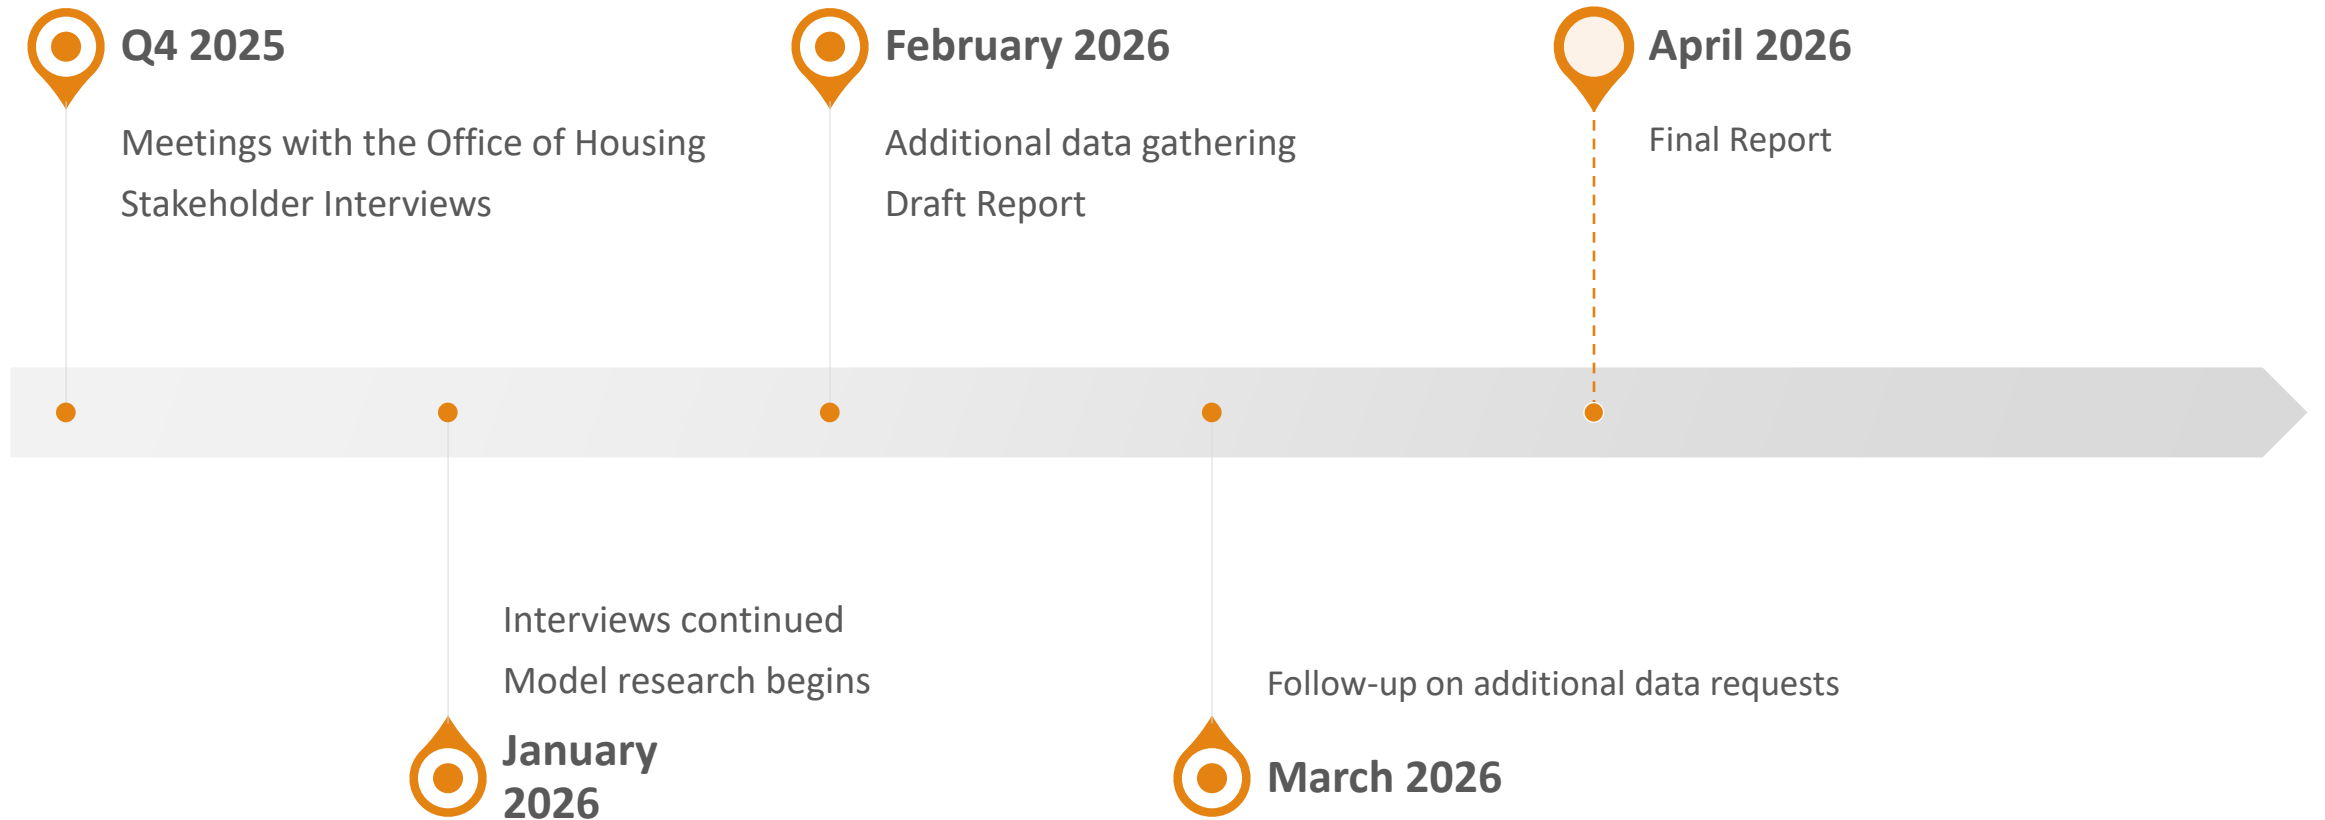 Q4 2025
Meetings with the Office of Housing
Stakeholder Interviews
February 2026
Additional data gathering
Draft Report
April 2026
Final Report
Interviews continued
Model research begins
January
2026
Follow-up on additional data requests
March 2026